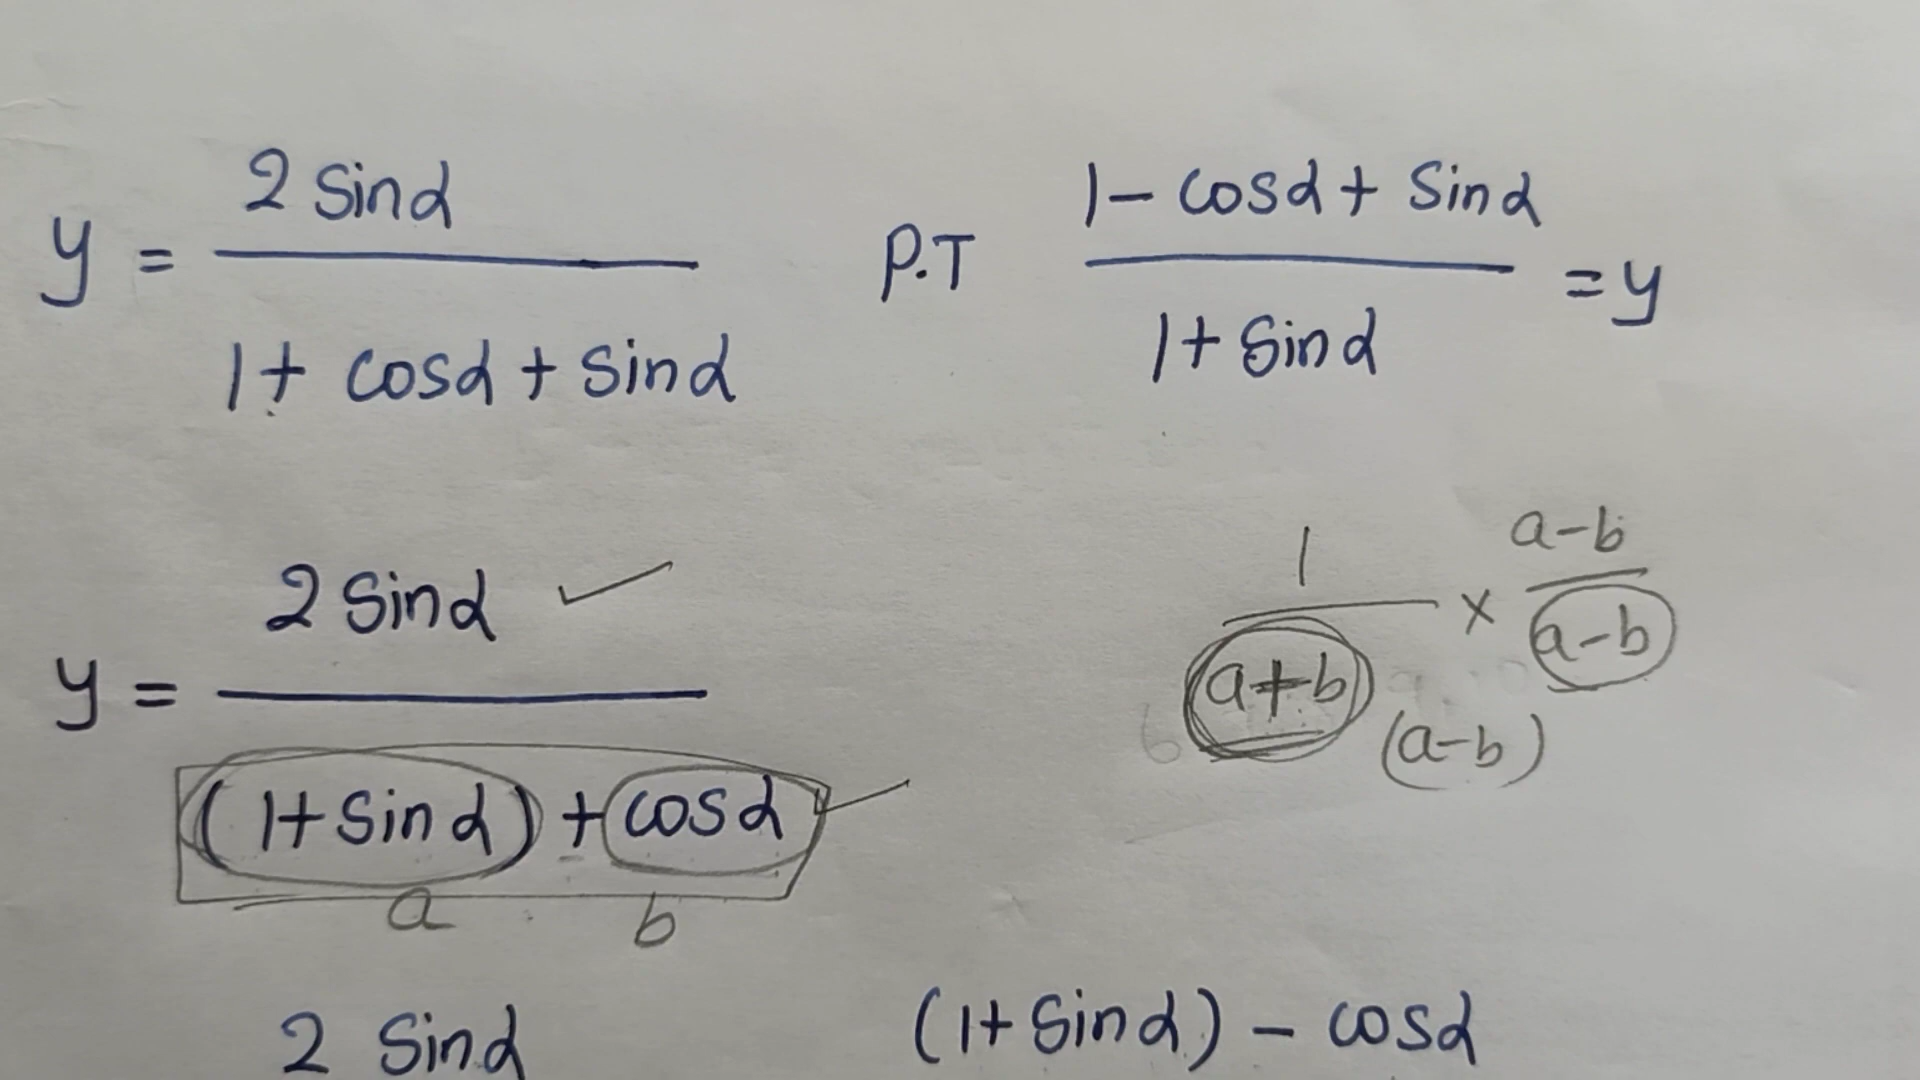 y = 2 Sinα / 1 + cosα + Sinα P.T 1 - cosα + Sinα / 1 + Sinα = y
y = 2 Sinα ✓ / (1 + Sinα) + cosα ✓
a b
1 / a+b × a-b / a-b
(a-b)
2 Sinα (1 + Sinα) - cosα